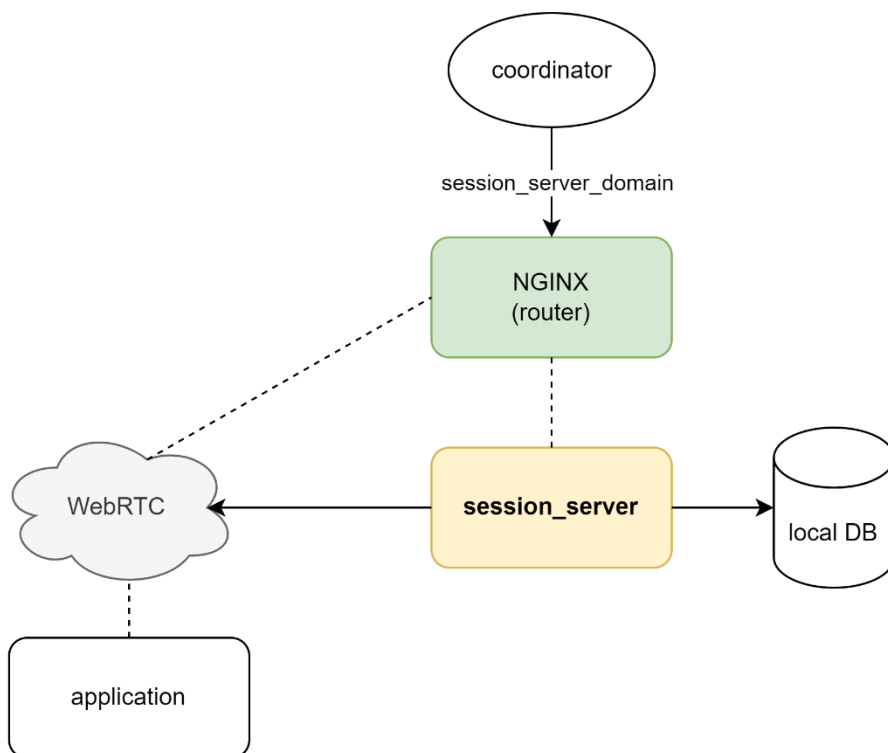 coordinator
session_server_domain
NGINX
(router)
WebRTC
session_server
local DB
application